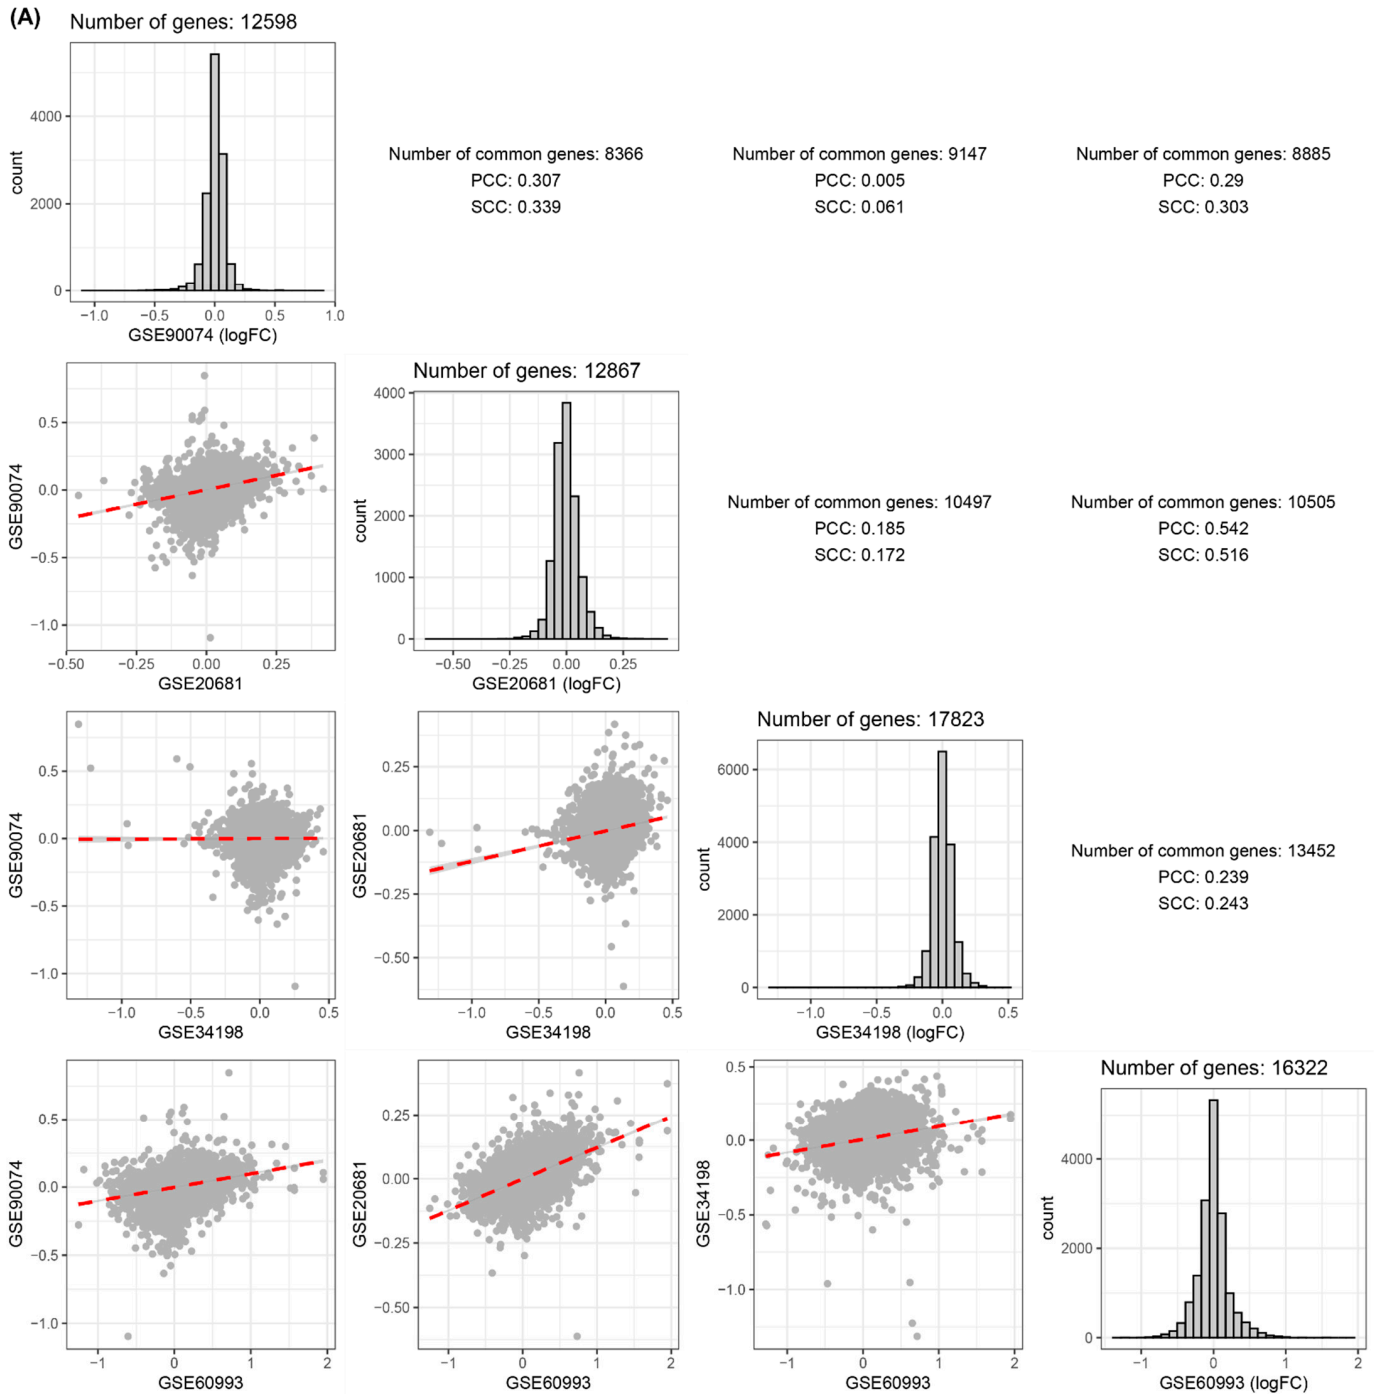 (A)
Number of genes: 12598
4000
2000
0
count
−1.0 −0.5 0.0 0.5 1.0
GSE90074 (logFC)
Number of common genes: 8366
PCC: 0.307
SCC: 0.339
Number of common genes: 9147
PCC: 0.005
SCC: 0.061
Number of common genes: 8885
PCC: 0.29
SCC: 0.303
0.5
0.0
−0.5
−1.0
GSE90074
−0.50 −0.25 0.00 0.25
GSE20681
Number of genes: 12867
4000
3000
2000
1000
0
count
−0.50 −0.25 0.00 0.25
GSE20681 (logFC)
Number of common genes: 10497
PCC: 0.185
SCC: 0.172
Number of common genes: 10505
PCC: 0.542
SCC: 0.516
0.5
0.0
−0.5
−1.0
GSE90074
−1.0 −0.5 0.0 0.5
GSE34198
0.25
0.00
−0.25
−0.50
GSE20681
−1.0 −0.5 0.0 0.5
GSE34198
Number of genes: 17823
6000
4000
2000
0
count
−1.0 −0.5 0.0 0.5
GSE34198 (logFC)
Number of common genes: 13452
PCC: 0.239
SCC: 0.243
0.5
0.0
−0.5
−1.0
GSE90074
−1 0 1 2
GSE60993
0.25
0.00
−0.25
−0.50
GSE20681
−1 0 1 2
GSE60993
0.5
0.0
−0.5
−1.0
GSE34198
−1 0 1 2
GSE60993
Number of genes: 16322
4000
2000
0
count
−1 0 1 2
GSE60993 (logFC)